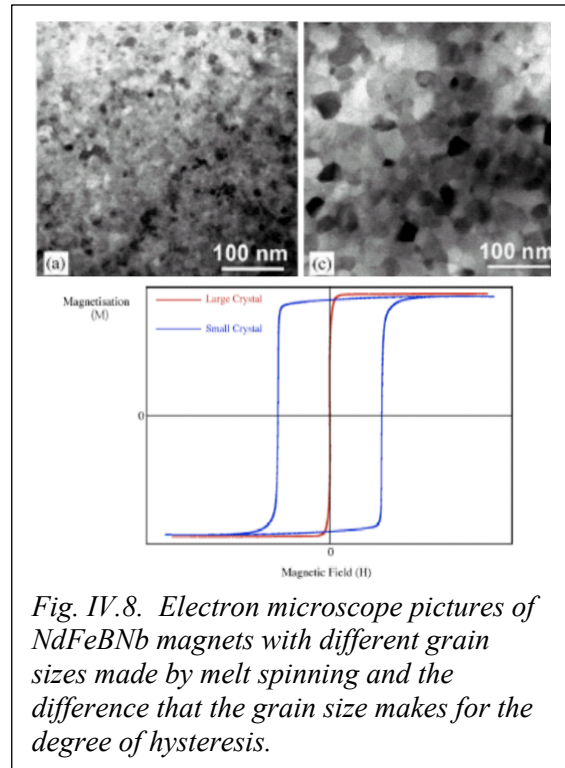 (a)
100 nm
(c)
100 nm
Magnetisation
(M)
Large Crystal
Small Crystal
0
0
Magnetic Field (H)
Fig. IV.8. Electron microscope pictures of
NdFeBNb magnets with different grain
sizes made by melt spinning and the
difference that the grain size makes for the
degree of hysteresis.